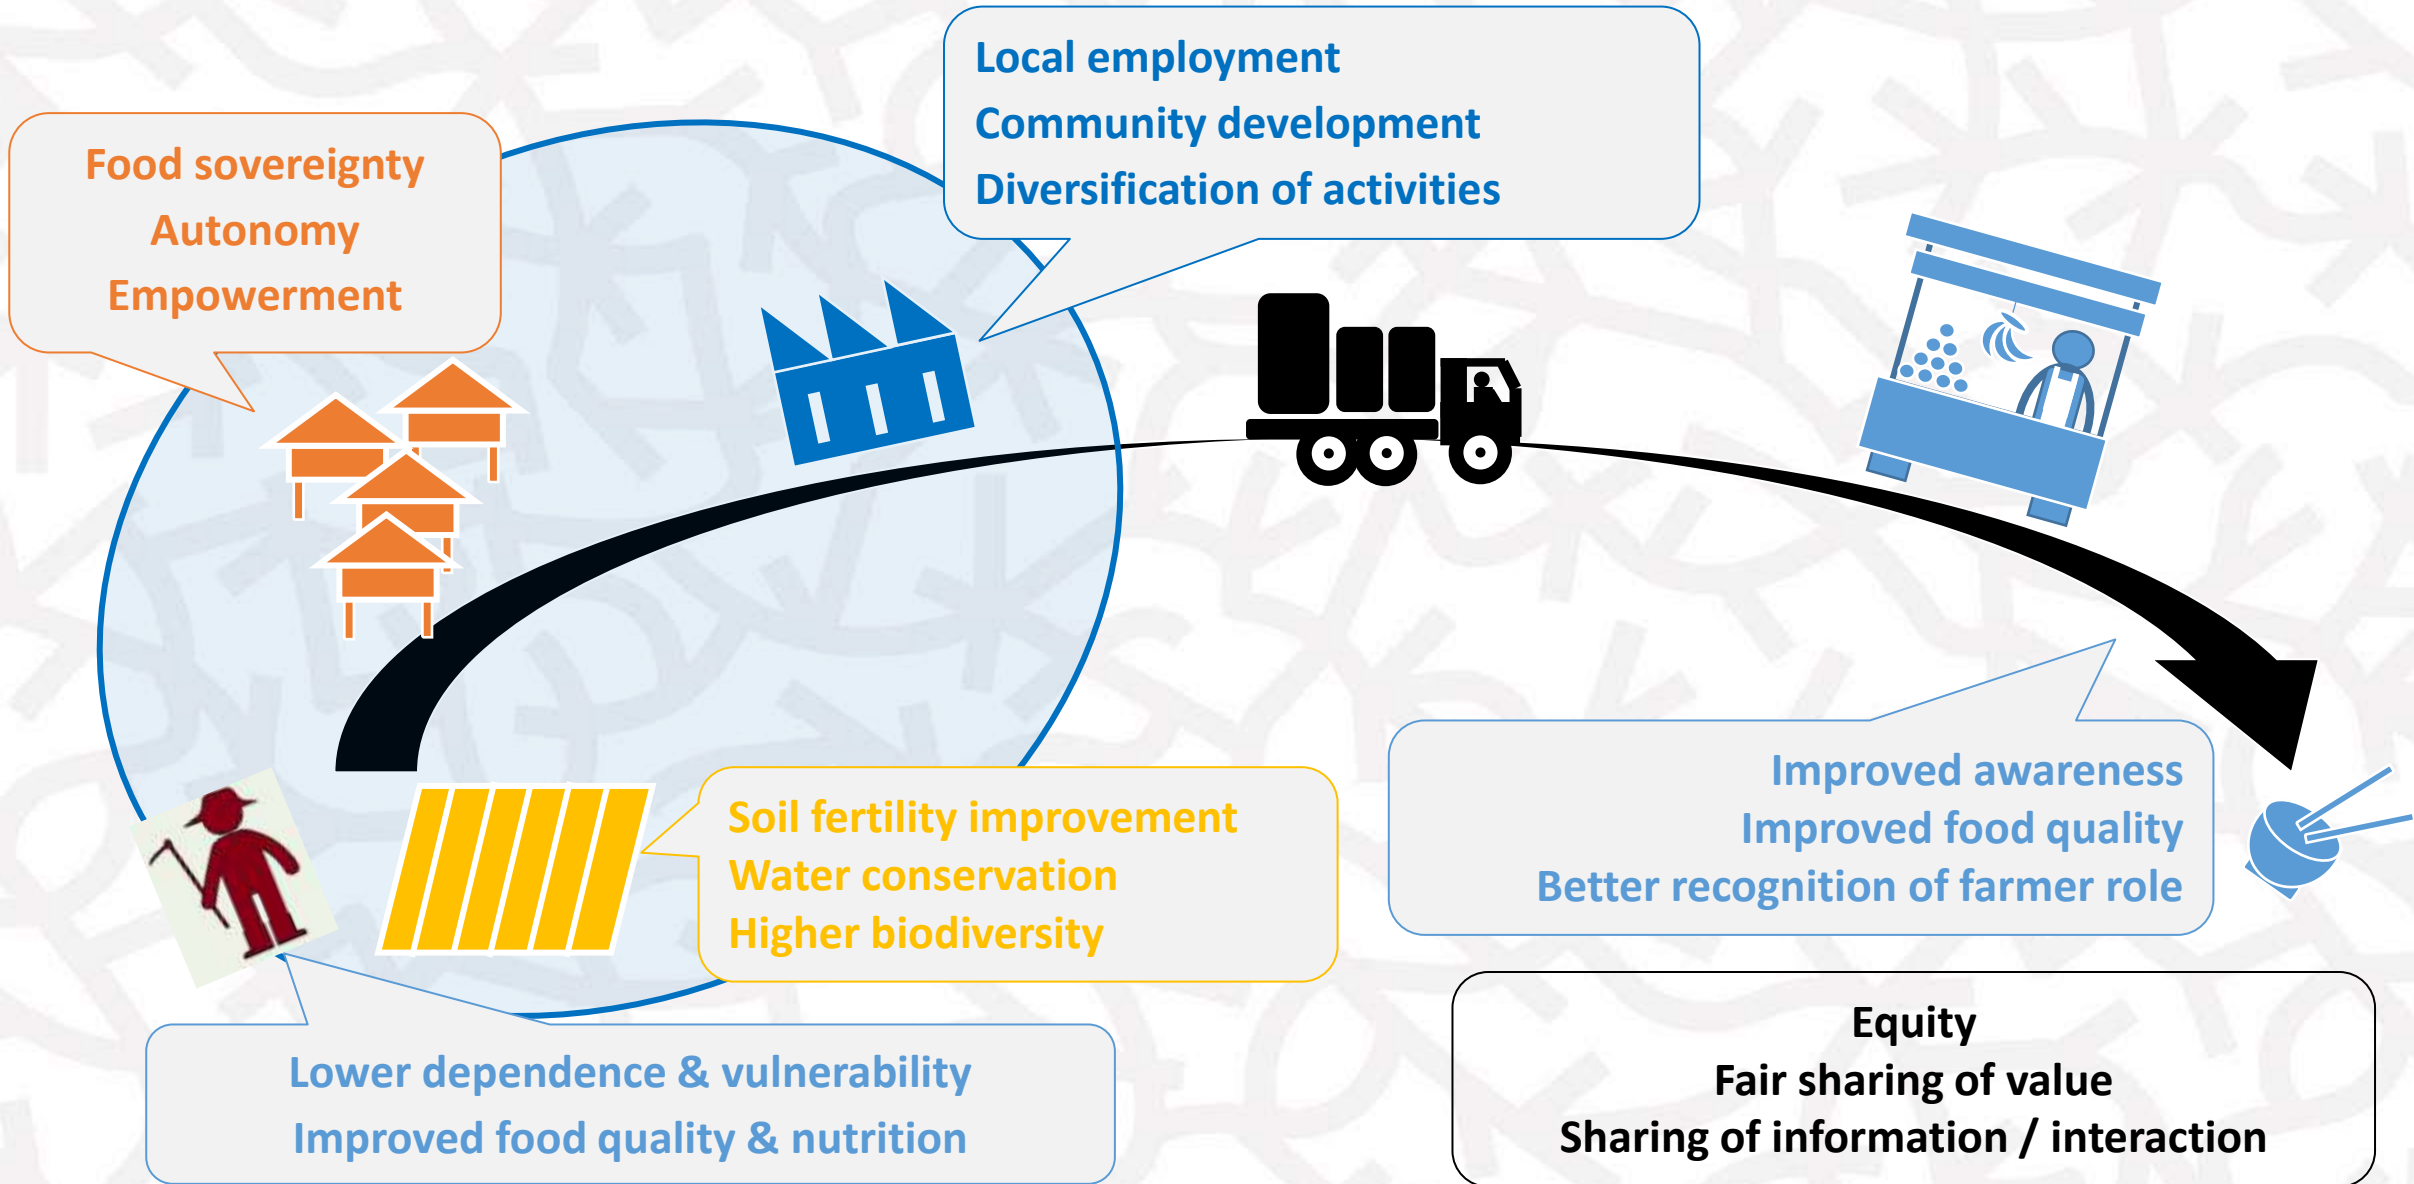 Local employment
Community development
Diversification of activities
Food sovereignty
Autonomy
Empowerment
Soil fertility improvement
Water conservation
Higher biodiversity
Improved awareness
Improved food quality
Better recognition of farmer role
Lower dependence & vulnerability
Improved food quality & nutrition
Equity
Fair sharing of value
Sharing of information / interaction